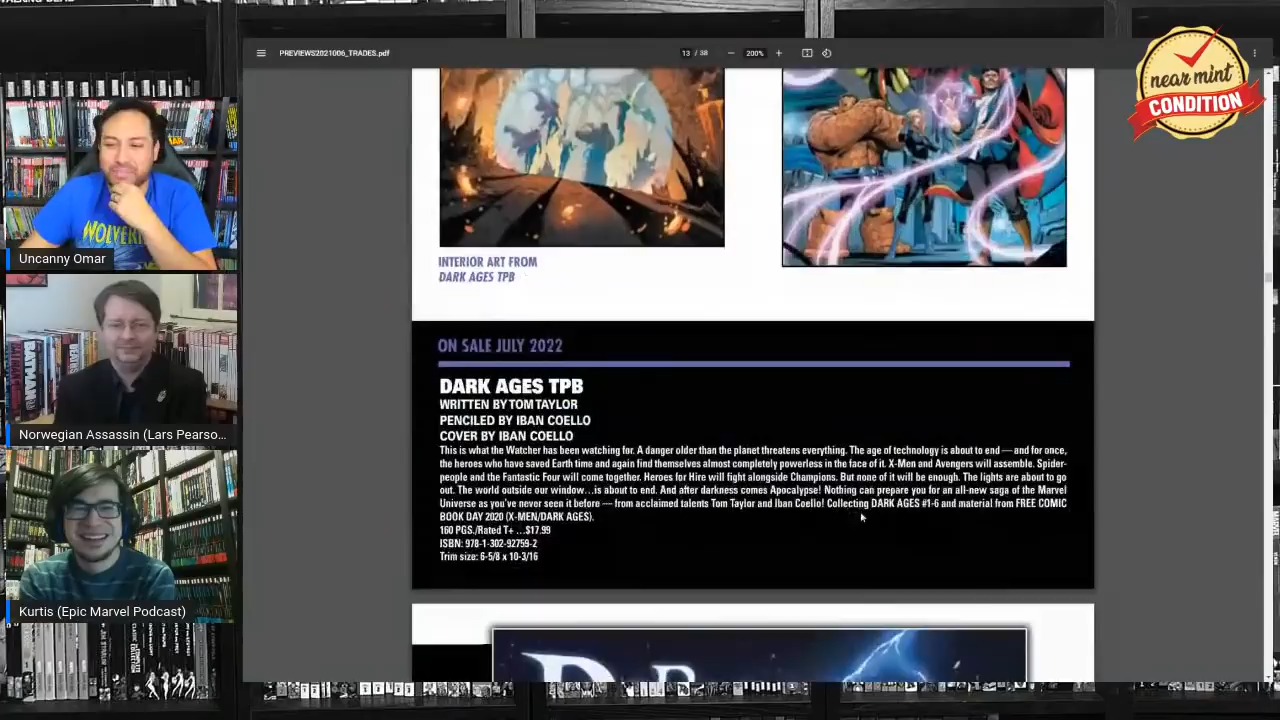 PREVIEWS2021006_TRADES.pdf
13 / 38
200%
near mint
CONDITION
WOLVERI
Uncanny Omar
INTERIOR ART FROM
DARK AGES TPB
ON SALE JULY 2022
DARK AGES TPB
WRITTEN BY TOM TAYLOR
PENCILED BY IBAN COELLO
COVER BY IBAN COELLO
This is what the Watcher has been watching for. A danger older than the planet threatens everything. The age of technology is about to end — and for once,
the heroes who have saved Earth time and again find themselves almost completely powerless in the face of it. X-Men and Avengers will assemble. Spider-
people and the Fantastic Four will come together. Heroes for Hire will fight alongside Champions. But none of it will be enough. The lights are about to go
out. The world outside our window...is about to end. And after darkness comes Apocalypse! Nothing can prepare you for an all-new saga of the Marvel
Universe as you've never seen it before — from acclaimed talents Tom Taylor and Iban Coello! Collecting DARK AGES #1-6 and material from FREE COMIC
BOOK DAY 2020 (X-MEN/DARK AGES).
160 PGS./Rated T+ ...$17.99
ISBN: 978-1-302-92759-2
Trim size: 6-5/8 x 10-3/16
BATMAN
Norwegian Assassin (Lars Pearso...
Kurtis (Epic Marvel Podcast)